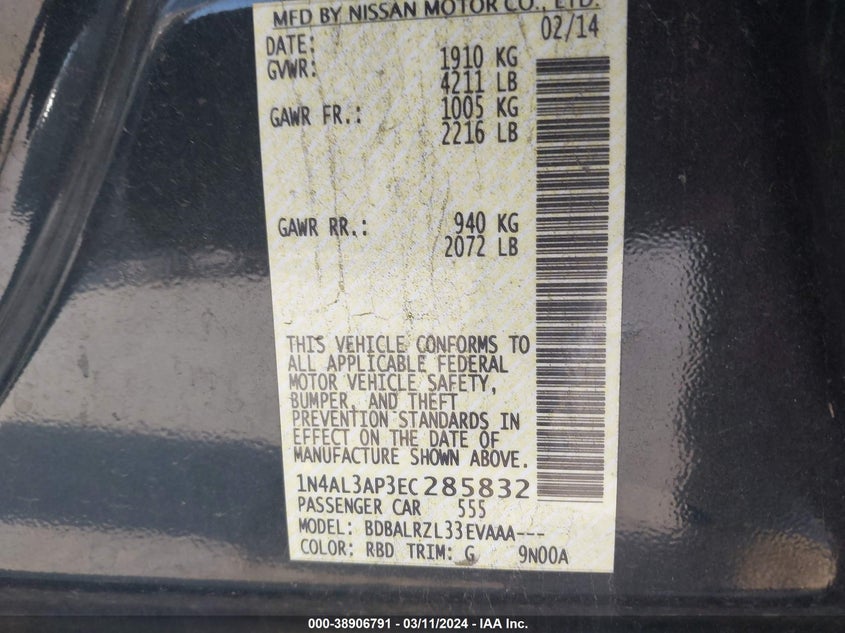 MFD BY NISSAN MOTOR CO., LTD.
DATE: 02/14
GVWR: 1910 KG
4211 LB
GAWR FR.: 1005 KG
2216 LB
GAWR RR.: 940 KG
2072 LB
THIS VEHICLE CONFORMS TO
ALL APPLICABLE FEDERAL
MOTOR VEHICLE SAFETY,
BUMPER, AND THEFT
PREVENTION STANDARDS IN
EFFECT ON THE DATE OF
MANUFACTURE SHOWN ABOVE.
1N4AL3AP3EC285832
PASSENGER CAR 555
MODEL: BDBALRZL33EVAAA---
COLOR: RBD TRIM: G 9N00A
000-38906791 - 03/11/2024 - IAA Inc.